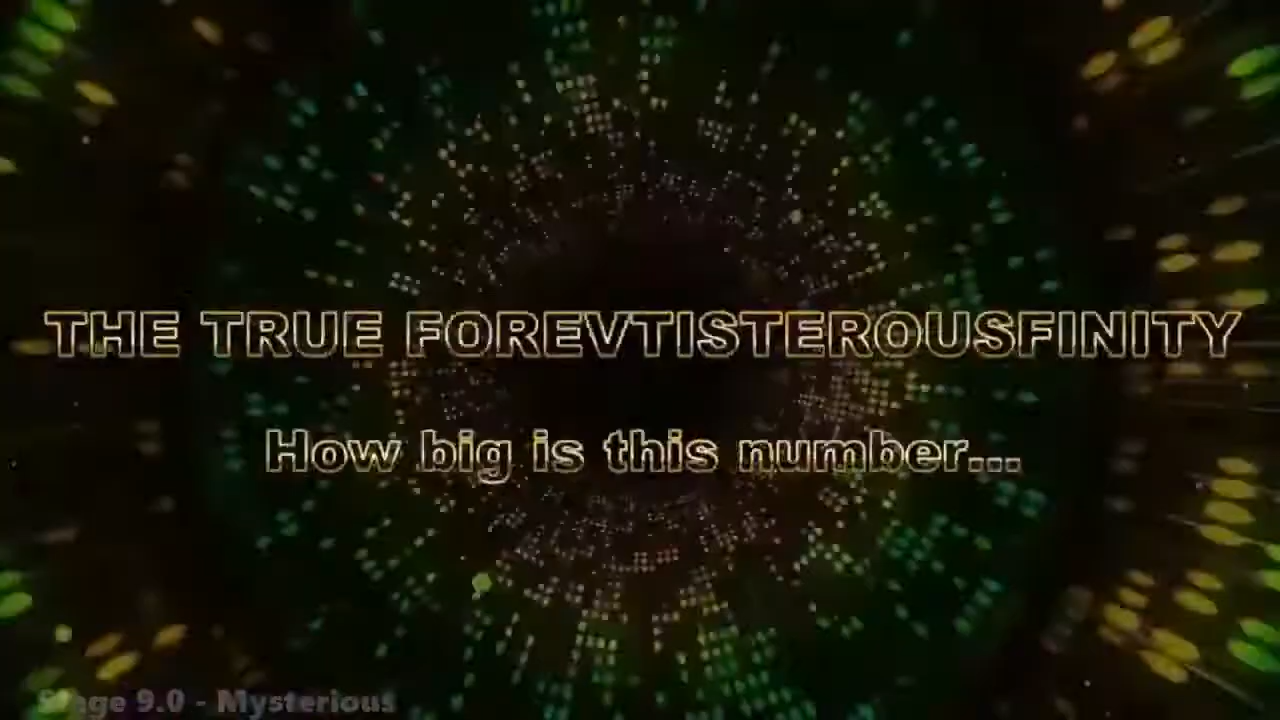 THE TRUE FOREVTISTEROUSFINITY
How big is this number...
Stage 9.0 - Mysterious